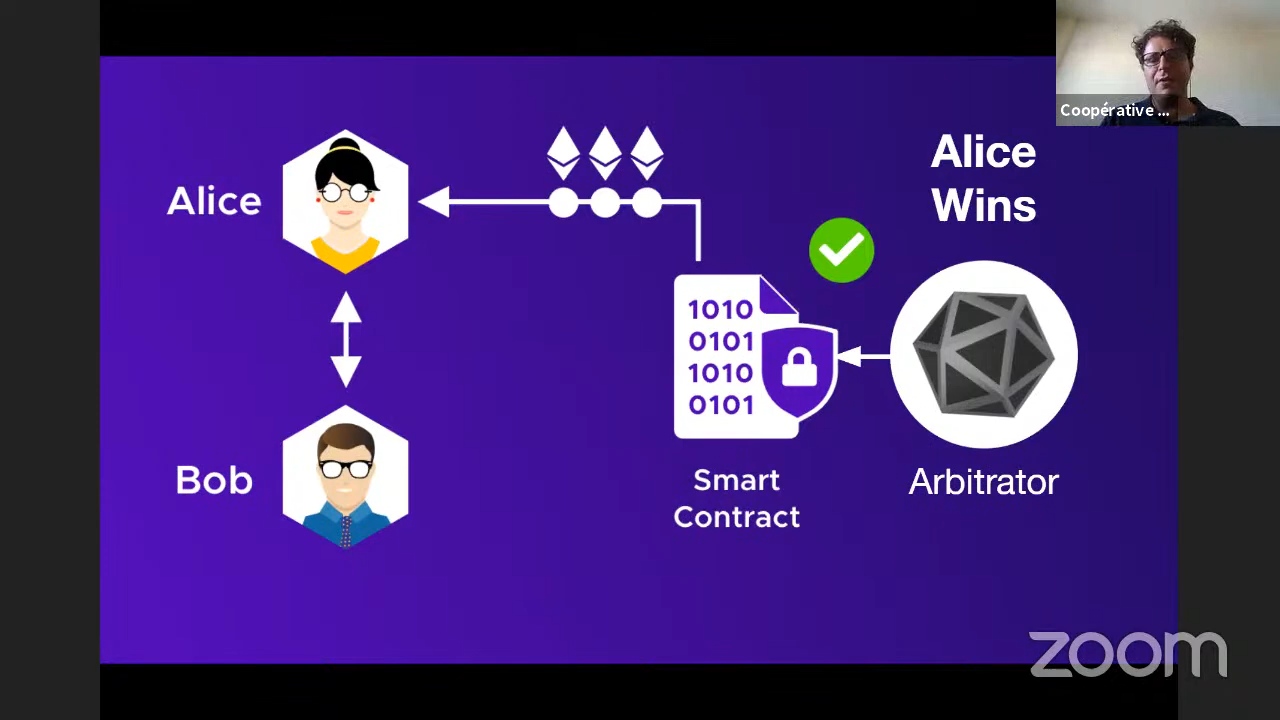 Coopérative ...
Alice
Wins
Alice
1010
0101
1010
0101
Bob
Smart
Contract
Arbitrator
zoom